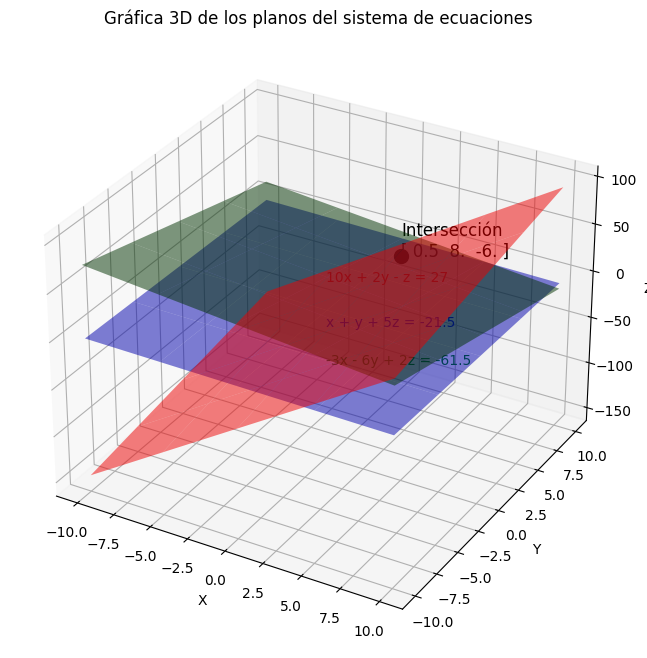 Gráfica 3D de los planos del sistema de ecuaciones
Intersección
[ 0.5  8.  -6. ]
10x + 2y - z = 27
x + y + 5z = -21.5
-3x - 6y + 2z = -61.5
100
50
0
−50
−100
−150
Z
10.0
7.5
5.0
2.5
0.0
−2.5
−5.0
−7.5
−10.0
Y
−10.0
−7.5
−5.0
−2.5
0.0
2.5
5.0
7.5
10.0
X